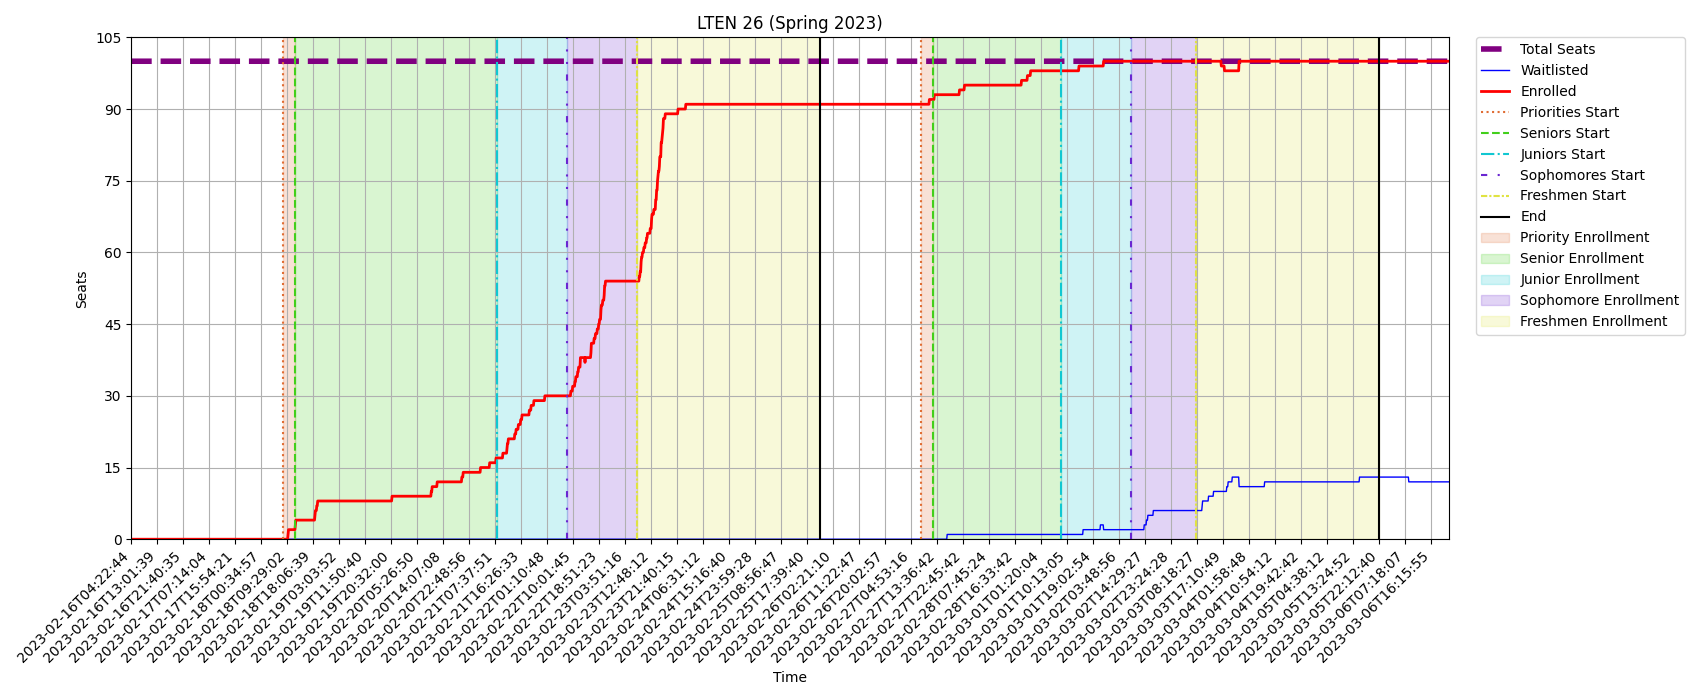 LTEN 26 (Spring 2023)
105
90
75
60
45
30
15
0
Seats
2023-02-16T04:22:44
2023-02-16T13:01:39
2023-02-16T21:40:35
2023-02-17T07:14:04
2023-02-17T15:54:21
2023-02-18T00:34:57
2023-02-18T09:29:02
2023-02-18T18:06:39
2023-02-19T03:03:52
2023-02-19T11:50:40
2023-02-19T20:32:00
2023-02-20T05:26:50
2023-02-20T14:07:08
2023-02-20T22:48:56
2023-02-21T07:37:51
2023-02-21T16:26:33
2023-02-22T01:10:48
2023-02-22T10:01:45
2023-02-22T18:51:23
2023-02-23T03:51:16
2023-02-23T12:48:12
2023-02-23T21:40:15
2023-02-24T06:31:12
2023-02-24T15:16:40
2023-02-24T23:59:28
2023-02-25T08:56:47
2023-02-25T17:39:40
2023-02-26T02:21:10
2023-02-26T11:22:47
2023-02-26T20:02:57
2023-02-27T04:53:16
2023-02-27T13:36:42
2023-02-27T22:45:42
2023-02-28T07:45:24
2023-02-28T16:33:42
2023-03-01T01:20:04
2023-03-01T10:13:05
2023-03-01T19:02:54
2023-03-02T03:48:56
2023-03-02T14:29:27
2023-03-02T23:24:28
2023-03-03T08:18:27
2023-03-03T17:10:49
2023-03-04T01:58:48
2023-03-04T10:54:12
2023-03-04T19:42:42
2023-03-05T04:38:12
2023-03-05T13:24:52
2023-03-05T22:12:40
2023-03-06T07:18:07
2023-03-06T16:15:55
Time
Total Seats
Waitlisted
Enrolled
Priorities Start
Seniors Start
Juniors Start
Sophomores Start
Freshmen Start
End
Priority Enrollment
Senior Enrollment
Junior Enrollment
Sophomore Enrollment
Freshmen Enrollment